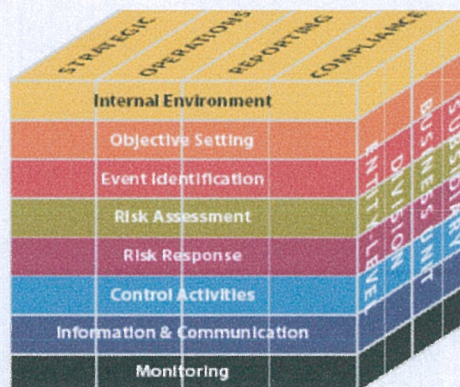 STRATEGIC
OPERATIONS
REPORTING
COMPLIANCE
Internal Environment
Objective Setting
Event Identification
Risk Assessment
Risk Response
Control Activities
Information & Communication
Monitoring
ENTITY-LEVEL
DIVISION
BUSINESS UNIT
SUBSIDIARY